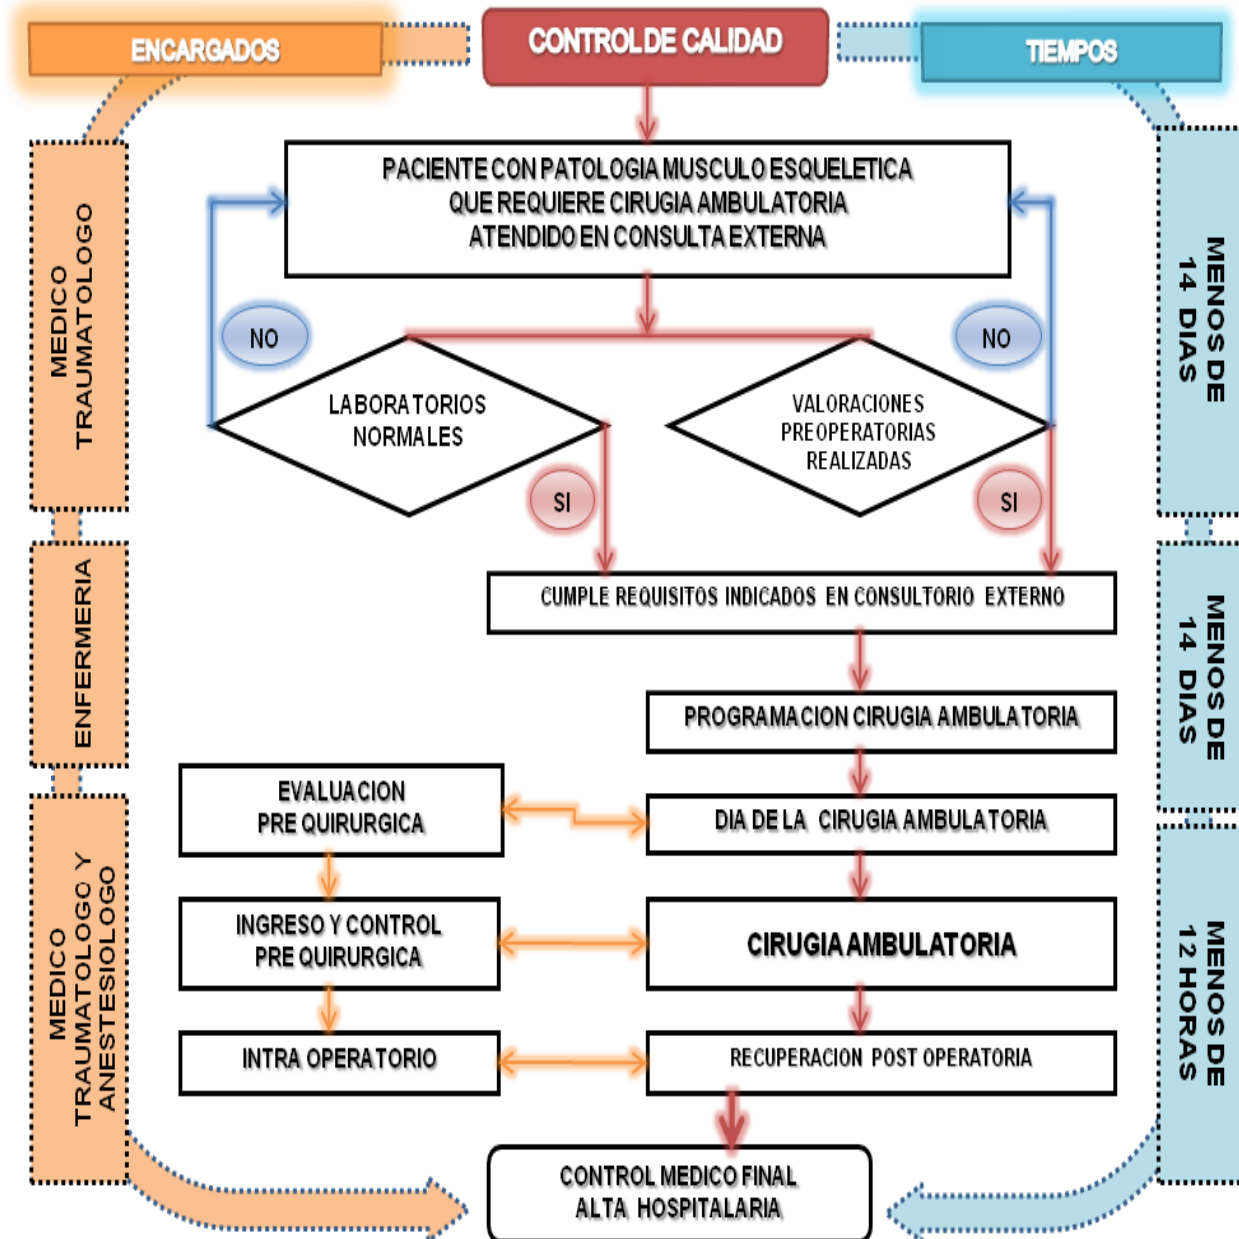 ENCARGADOS
CONTROL DE CALIDAD
TIEMPOS
MEDICO
TRAUMATOLOGO
PACIENTE CON PATOLOGIA MUSCULO ESQUELETICA
QUE REQUIERE CIRUGIA AMBULATORIA
ATENDIDO EN CONSULTA EXTERNA
MENOS DE
14 DIAS
NO
NO
LABORATORIOS
NORMALES
VALORACIONES
PREOPERATORIAS
REALIZADAS
SI
SI
ENFERMERIA
CUMPLE REQUISITOS INDICADOS EN CONSULTORIO EXTERNO
MENOS DE
14 DIAS
PROGRAMACION CIRUGIA AMBULATORIA
EVALUACION
PRE QUIRURGICA
DIA DE LA CIRUGIA AMBULATORIA
MEDICO
TRAUMATOLOGO Y
ANESTESIOLOGO
INGRESO Y CONTROL
PRE QUIRURGICA
CIRUGIA AMBULATORIA
MENOS DE
12 HORAS
INTRA OPERATORIO
RECUPERACION POST OPERATORIA
CONTROL MEDICO FINAL
ALTA HOSPITALARIA